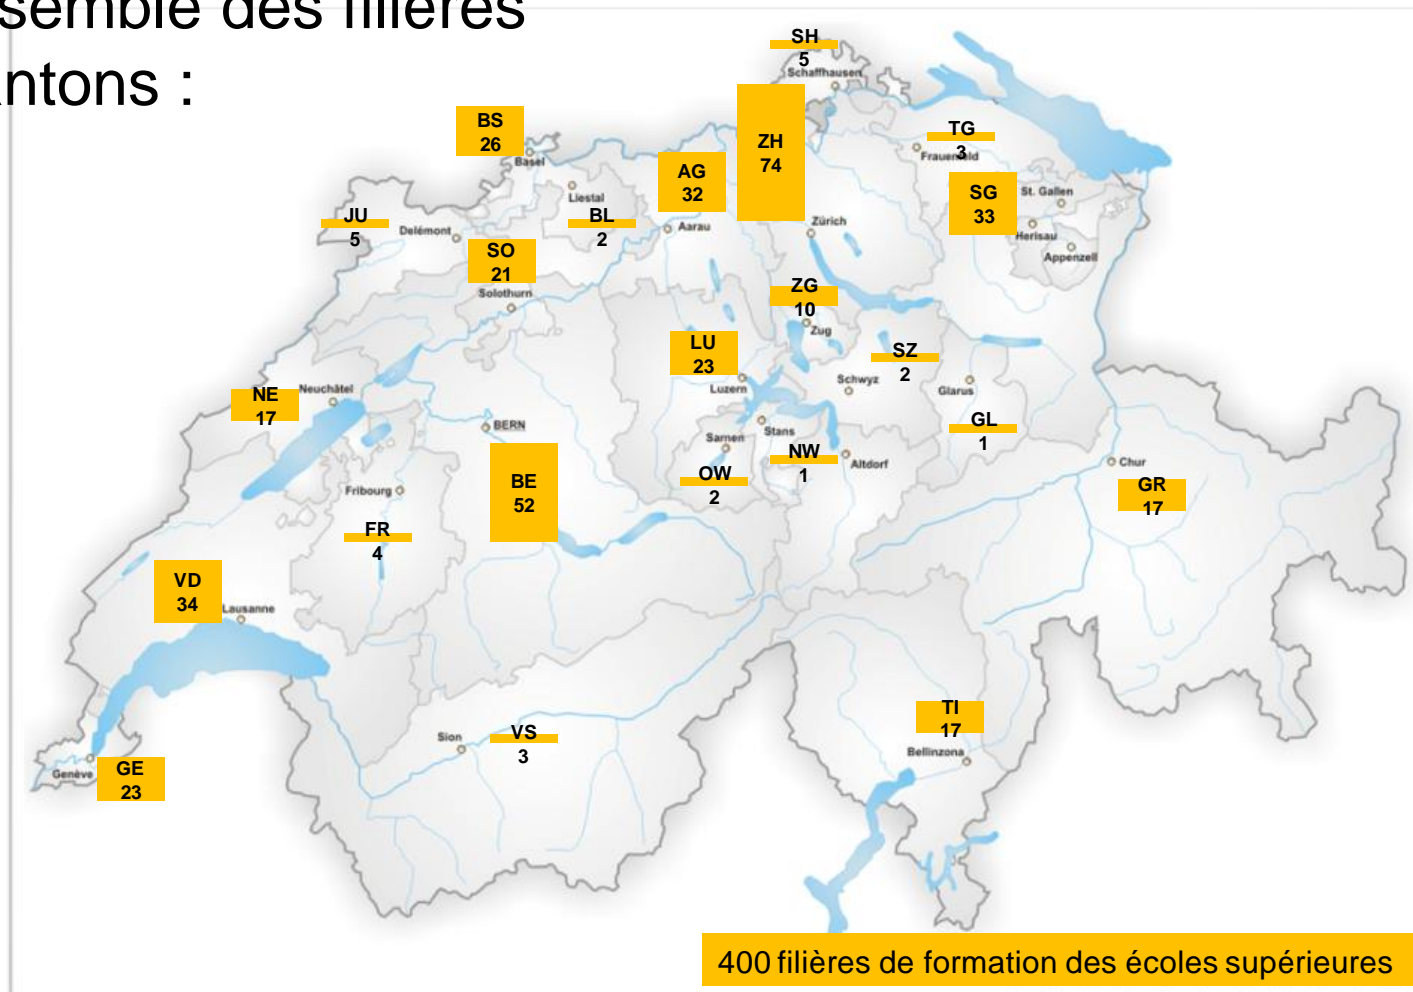 semble des filières
antons :
SH
5
Schaffhausen
BS
26
Basel
ZH
74
TG
3
Frauenfeld
AG
32
SG
33
St. Gallen
Liestal
JU
5
BL
2
Delémont
Aarau
Zürich
Herisau
Appenzell
SO
21
Solothurn
ZG
10
Zug
LU
23
Luzern
SZ
2
Schwyz
Glarus
NE
17
Neuchâtel
BERN
GL
1
Stans
Sarnen
NW
1
Altdorf
OW
2
Chur
GR
17
BE
52
Fribourg
FR
4
VD
34
Lausanne
TI
17
Bellinzona
Sion
VS
3
Genève
GE
23
400 filières de formation des écoles supérieures